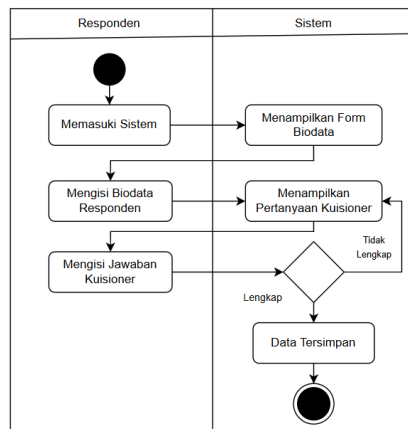 Responden
Sistem
Memasuki Sistem
Menampilkan Form
Biodata
Mengisi Biodata
Responden
Menampilkan
Pertanyaan Kuisioner
Mengisi Jawaban
Kuisioner
Tidak
Lengkap
Lengkap
Data Tersimpan